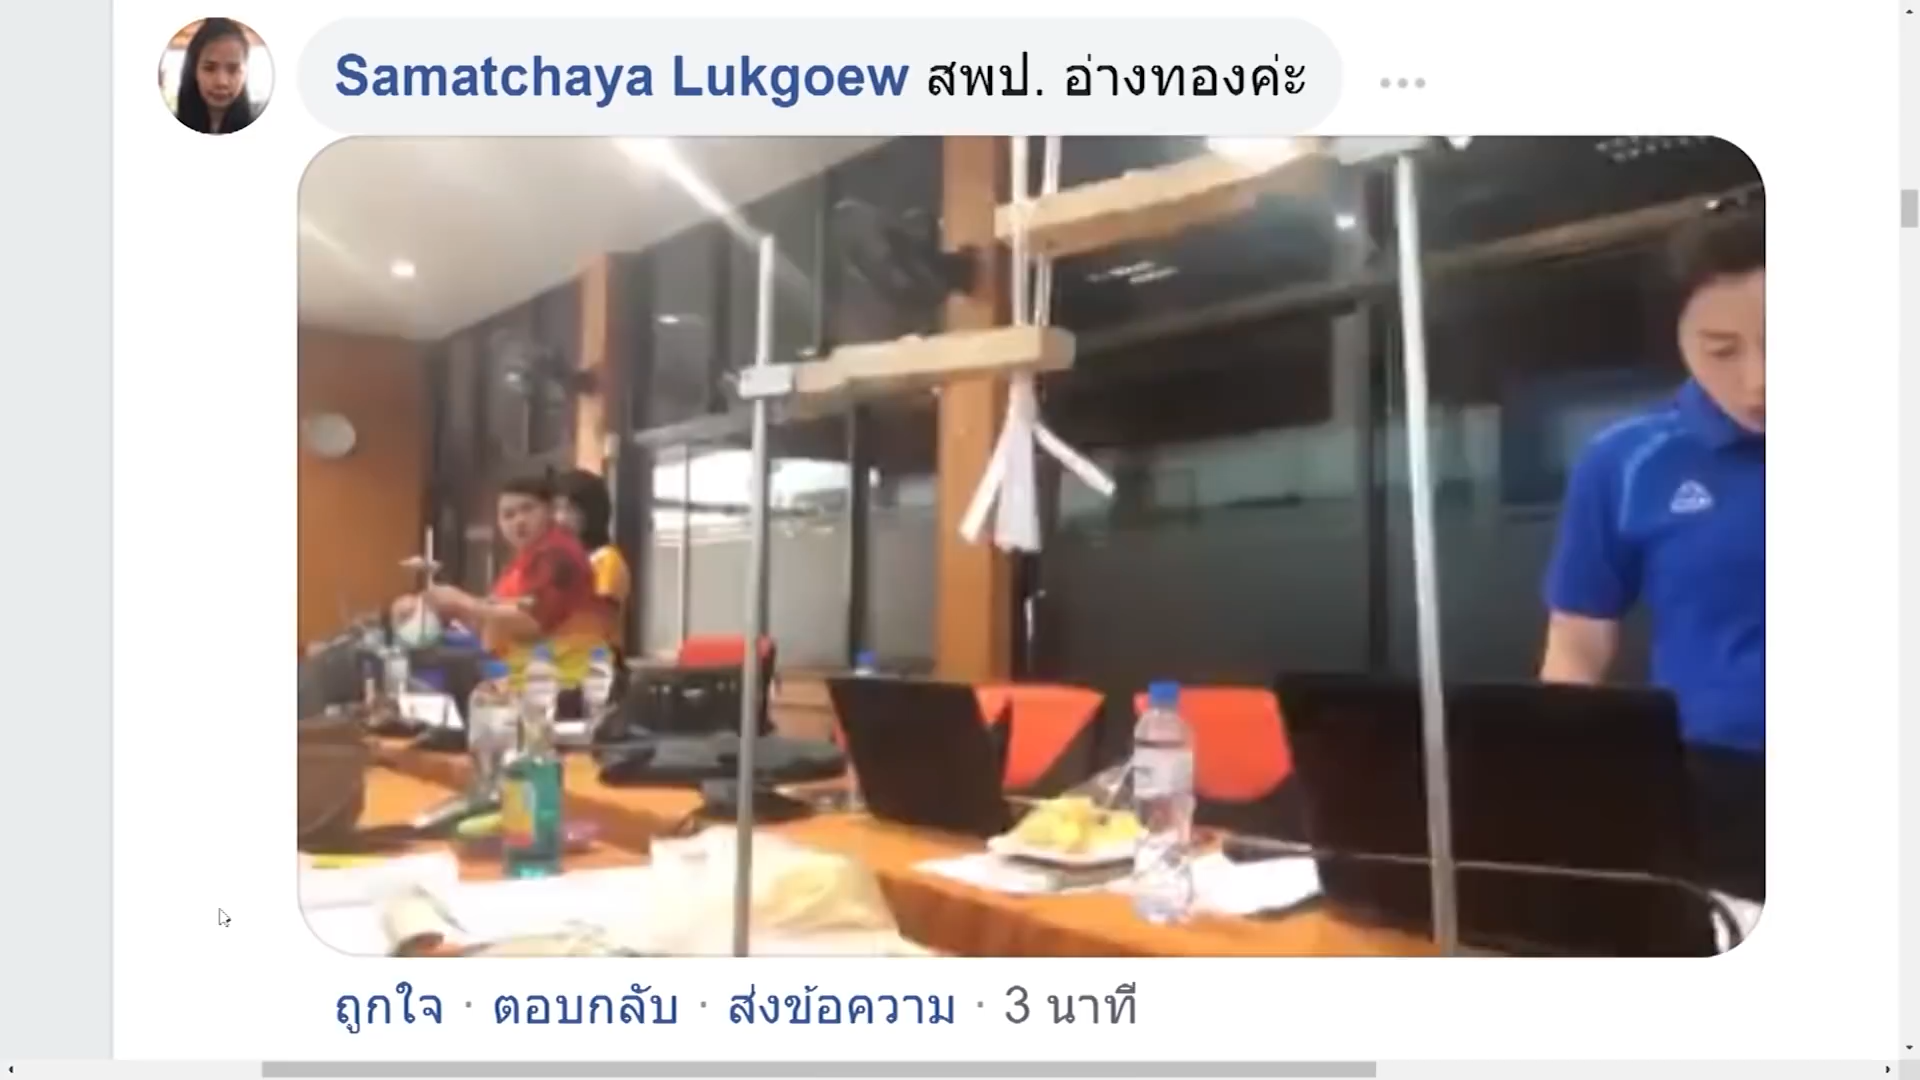 Samatchaya Lukgoew สพป. อ่างทองค่ะ
ถูกใจ · ตอบกลับ · ส่งข้อความ · 3 นาที